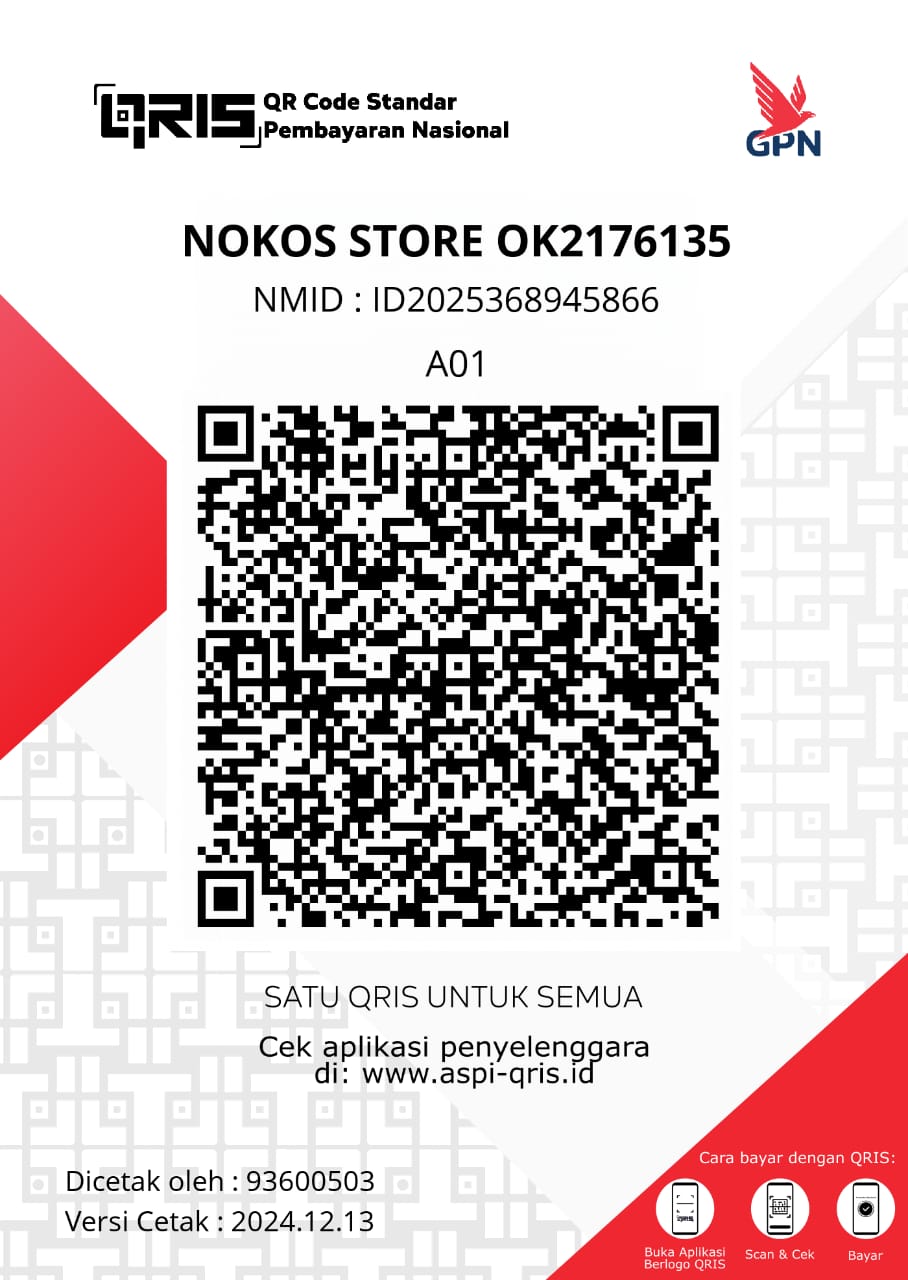 QRIS QR Code Standar
Pembayaran Nasional
GPN
NOKOS STORE OK2176135
NMID : ID2025368945866
A01
SATU QRIS UNTUK SEMUA
Cek aplikasi penyelenggara
di: www.aspi-qris.id
Dicetak oleh : 93600503
Versi Cetak : 2024.12.13
Cara bayar dengan QRIS:
Buka Aplikasi
Berlogo QRIS
Scan & Cek
Bayar